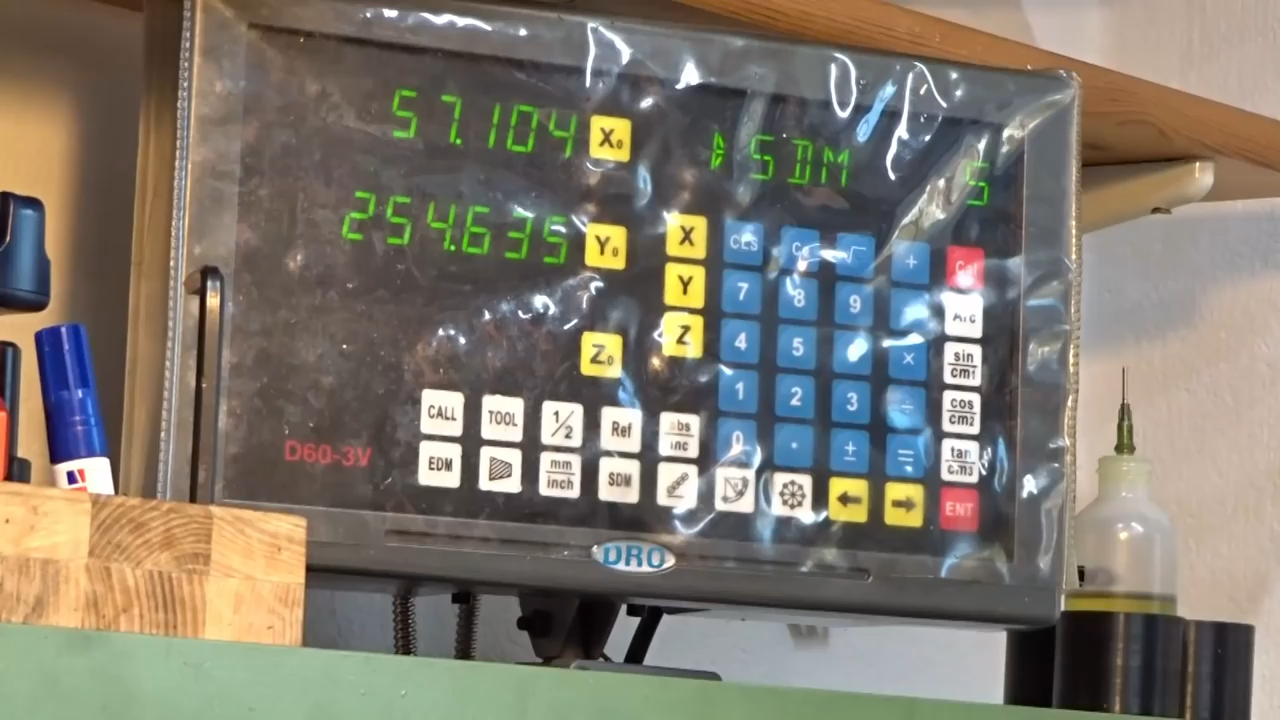 57.104 X₀ SDM 5
254.635 Y₀
X CLS √ +
Y 7 8 9
Z₀ Z 4 5 ×
1 2 3 ÷
0 · ± =
Cal
Arc
sin cm1
cos cm2
tan cm3
ENT
CALL TOOL 1/2 Ref abs inc
EDM mm inch SDM
D60-3V
DRO